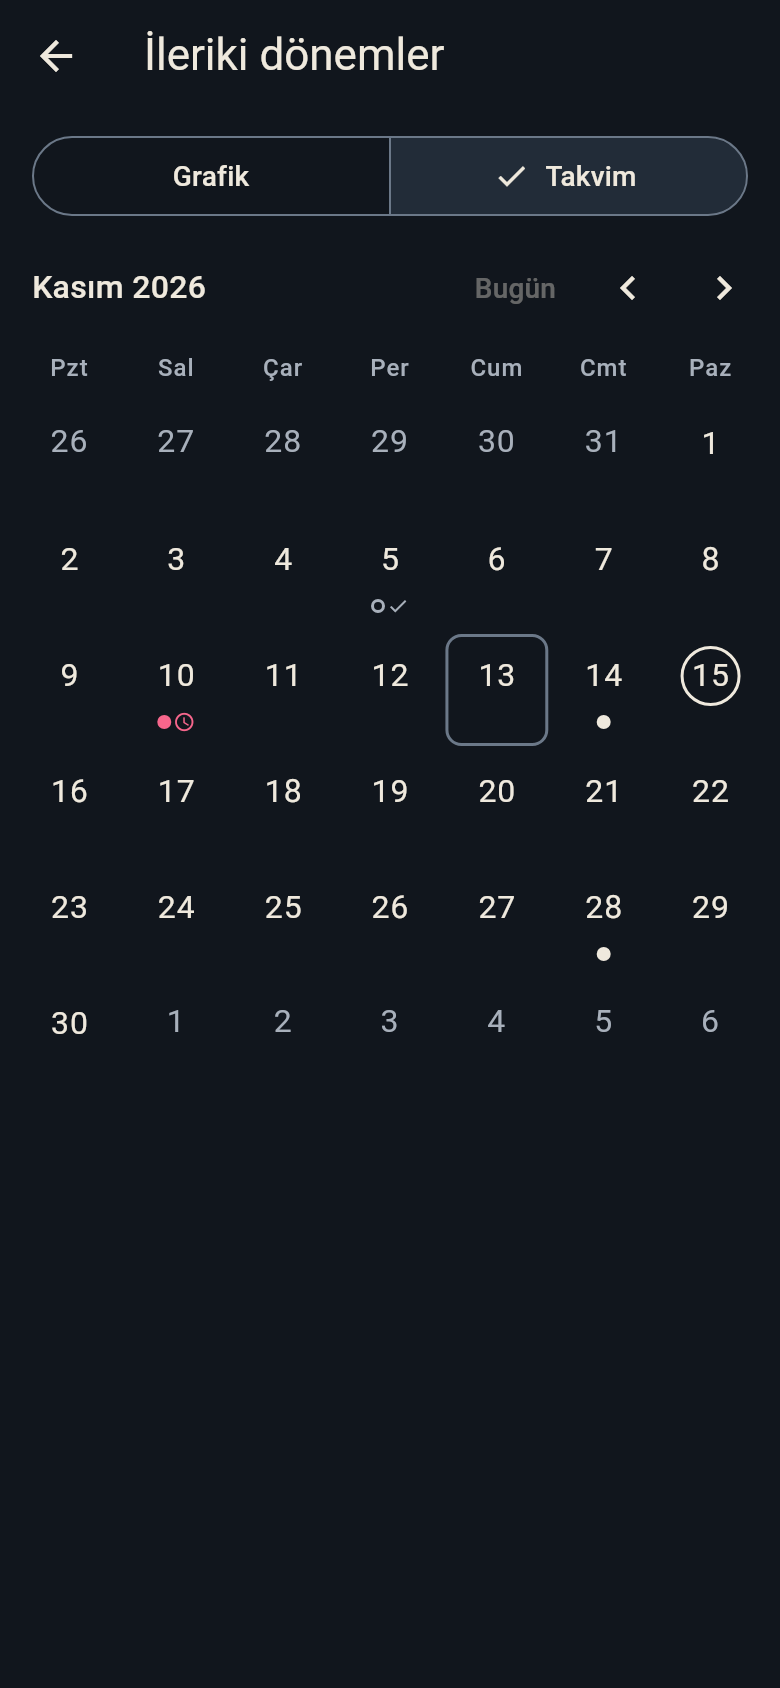 İleriki dönemler
Grafik Takvim
Kasım 2026 Bugün
Pzt Sal Çar Per Cum Cmt Paz
26 27 28 29 30 31 1
2 3 4 5 6 7 8
9 10 11 12 13 14 15
16 17 18 19 20 21 22
23 24 25 26 27 28 29
30 1 2 3 4 5 6